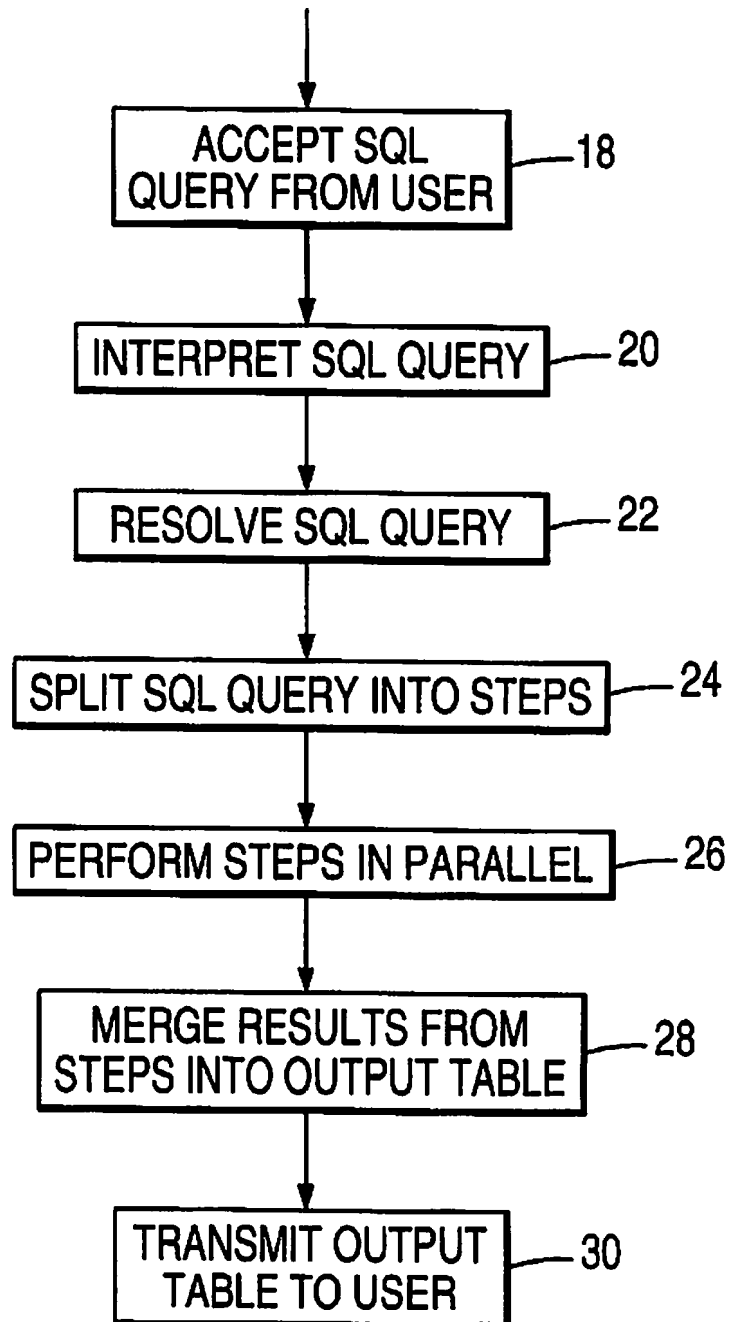 ACCEPT SQL
QUERY FROM USER
18
INTERPRET SQL QUERY
20
RESOLVE SQL QUERY
22
SPLIT SQL QUERY INTO STEPS
24
PERFORM STEPS IN PARALLEL
26
MERGE RESULTS FROM
STEPS INTO OUTPUT TABLE
28
TRANSMIT OUTPUT
TABLE TO USER
30